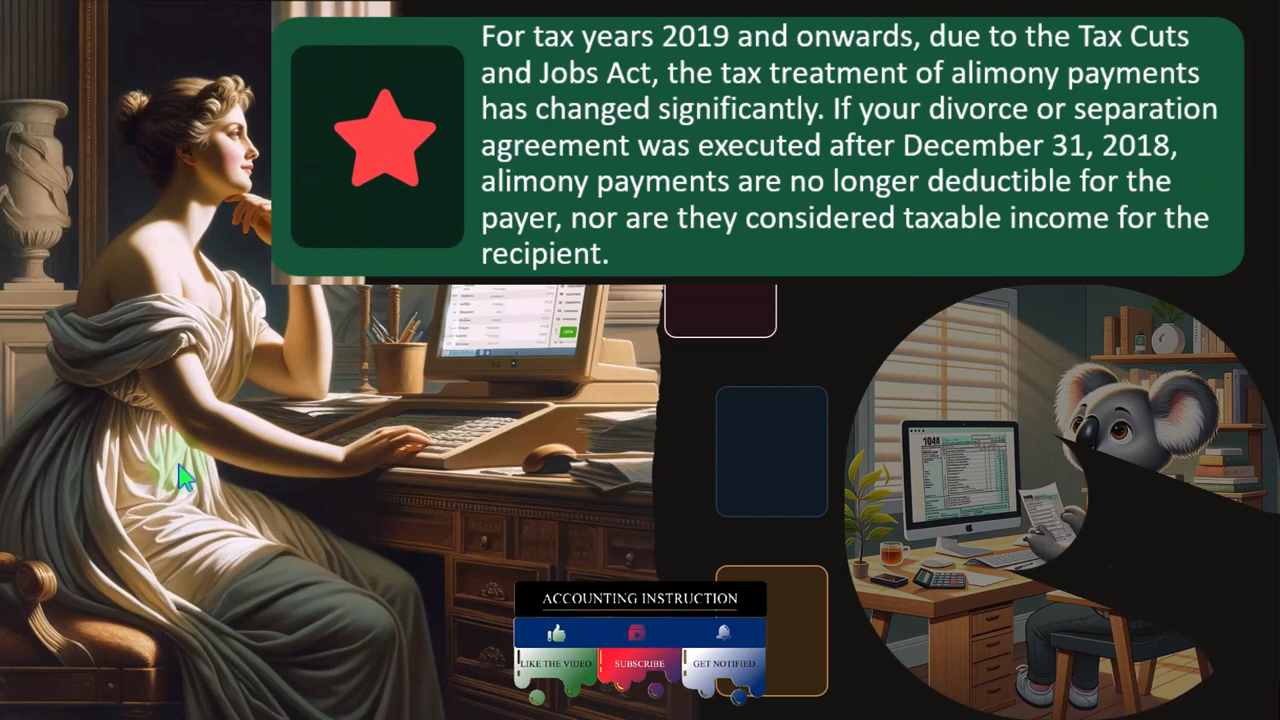 For tax years 2019 and onwards, due to the Tax Cuts
and Jobs Act, the tax treatment of alimony payments
has changed significantly. If your divorce or separation
agreement was executed after December 31, 2018,
alimony payments are no longer deductible for the
payer, nor are they considered taxable income for the
recipient.
ACCOUNTING INSTRUCTION
LIKE THE VIDEO
SUBSCRIBE
GET NOTIFIED